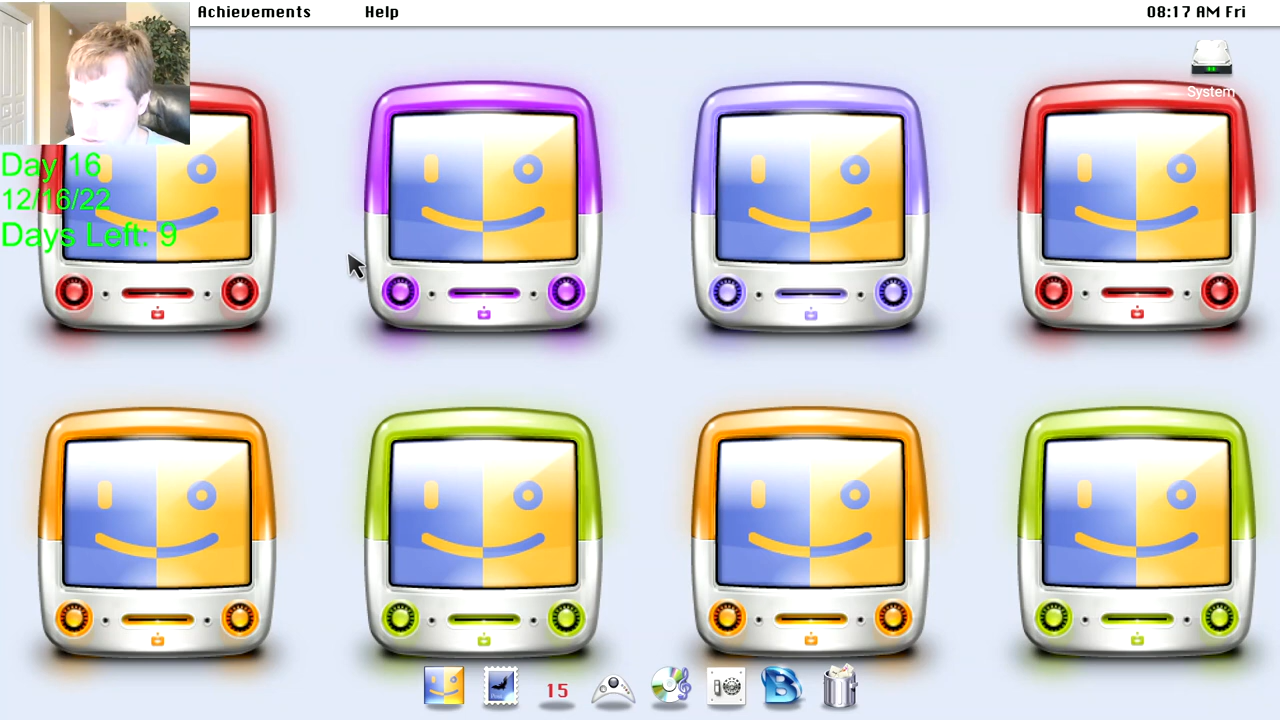 Achievements Help 08:17 AM Fri
System
Day 16
12/16/22
Days Left: 9
15
B